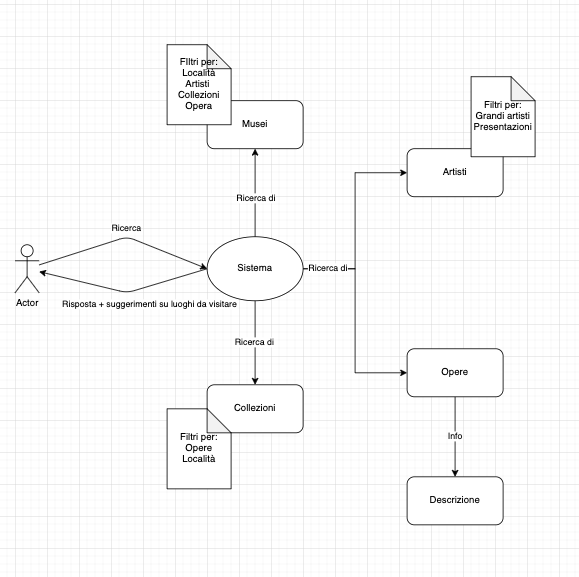 FIltri per:
Località
Artisti
Collezioni
Opera
Musei
Filtri per:
Grandi artisti
Presentazioni
Artisti
Ricerca di
Ricerca
Sistema
Ricerca di
Actor
Risposta + suggerimenti su luoghi da visitare
Ricerca di
Opere
Collezioni
Filtri per:
Opere
Località
Info
Descrizione